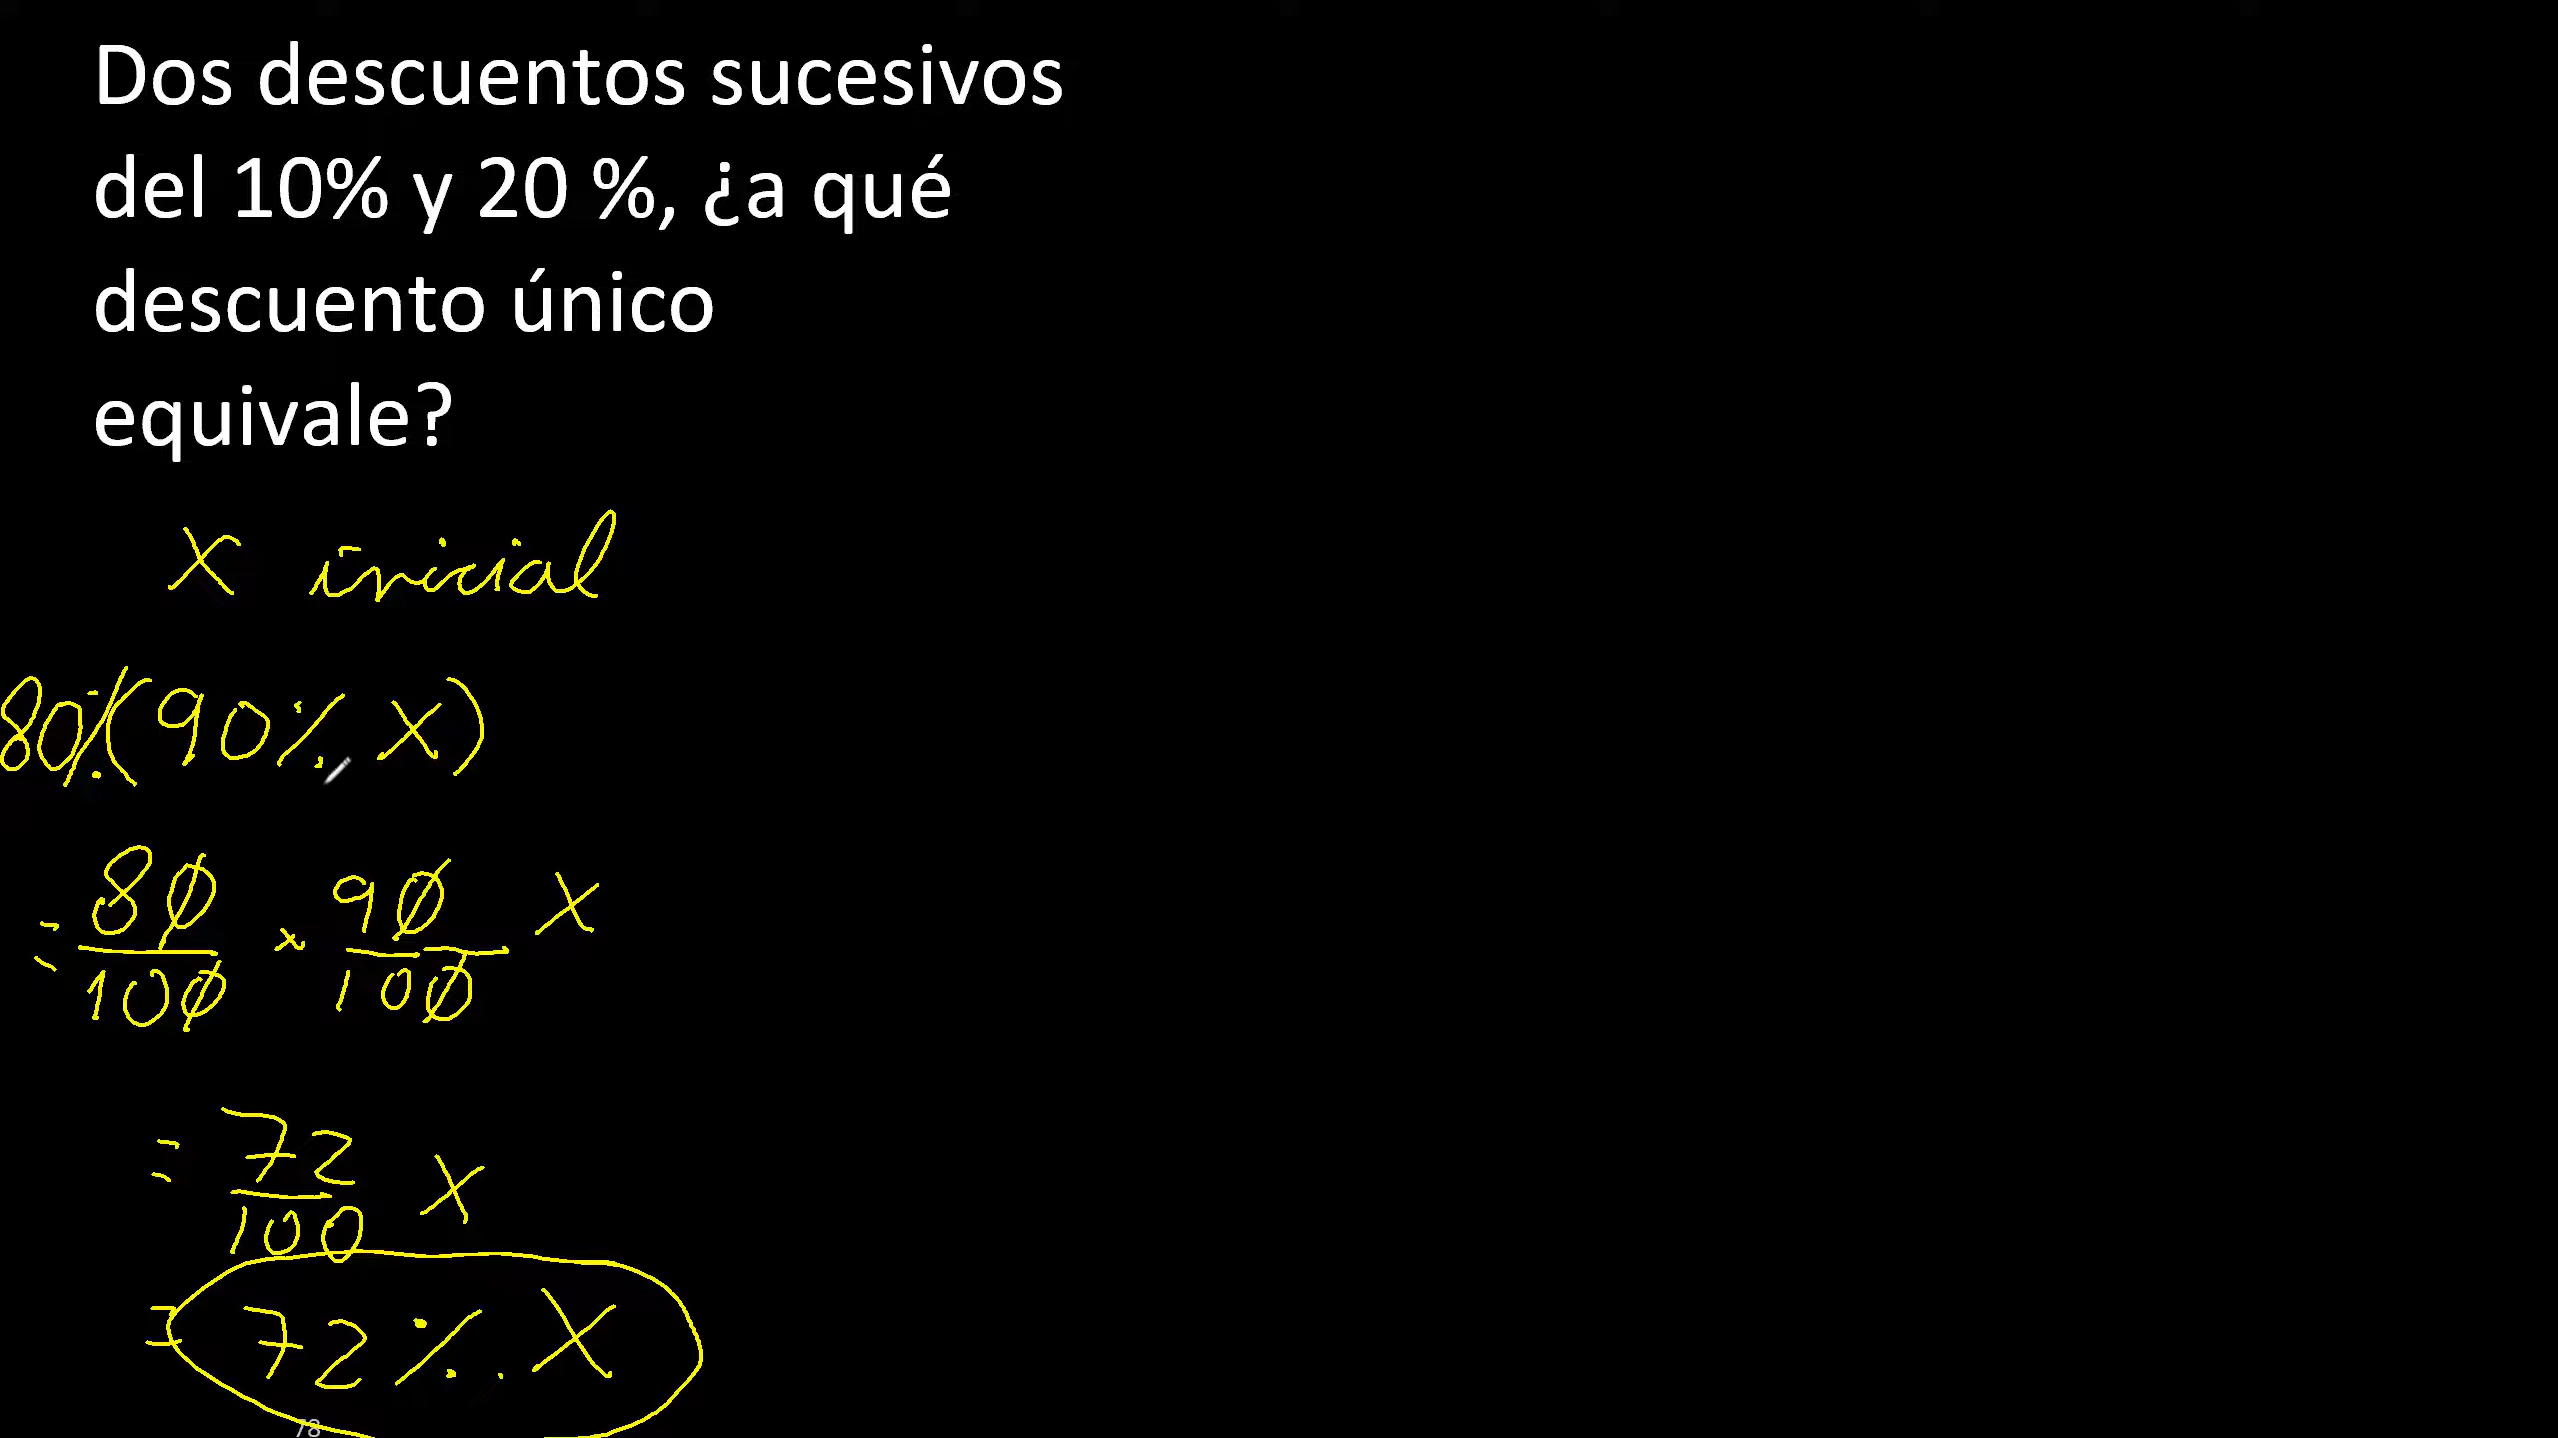 Dos descuentos sucesivos
del 10% y 20 %, ¿a qué
descuento único
equivale?
X inicial
80%(90% X)
= 80/100 × 90/100 X
= 72/100 X
= 72%. X
78